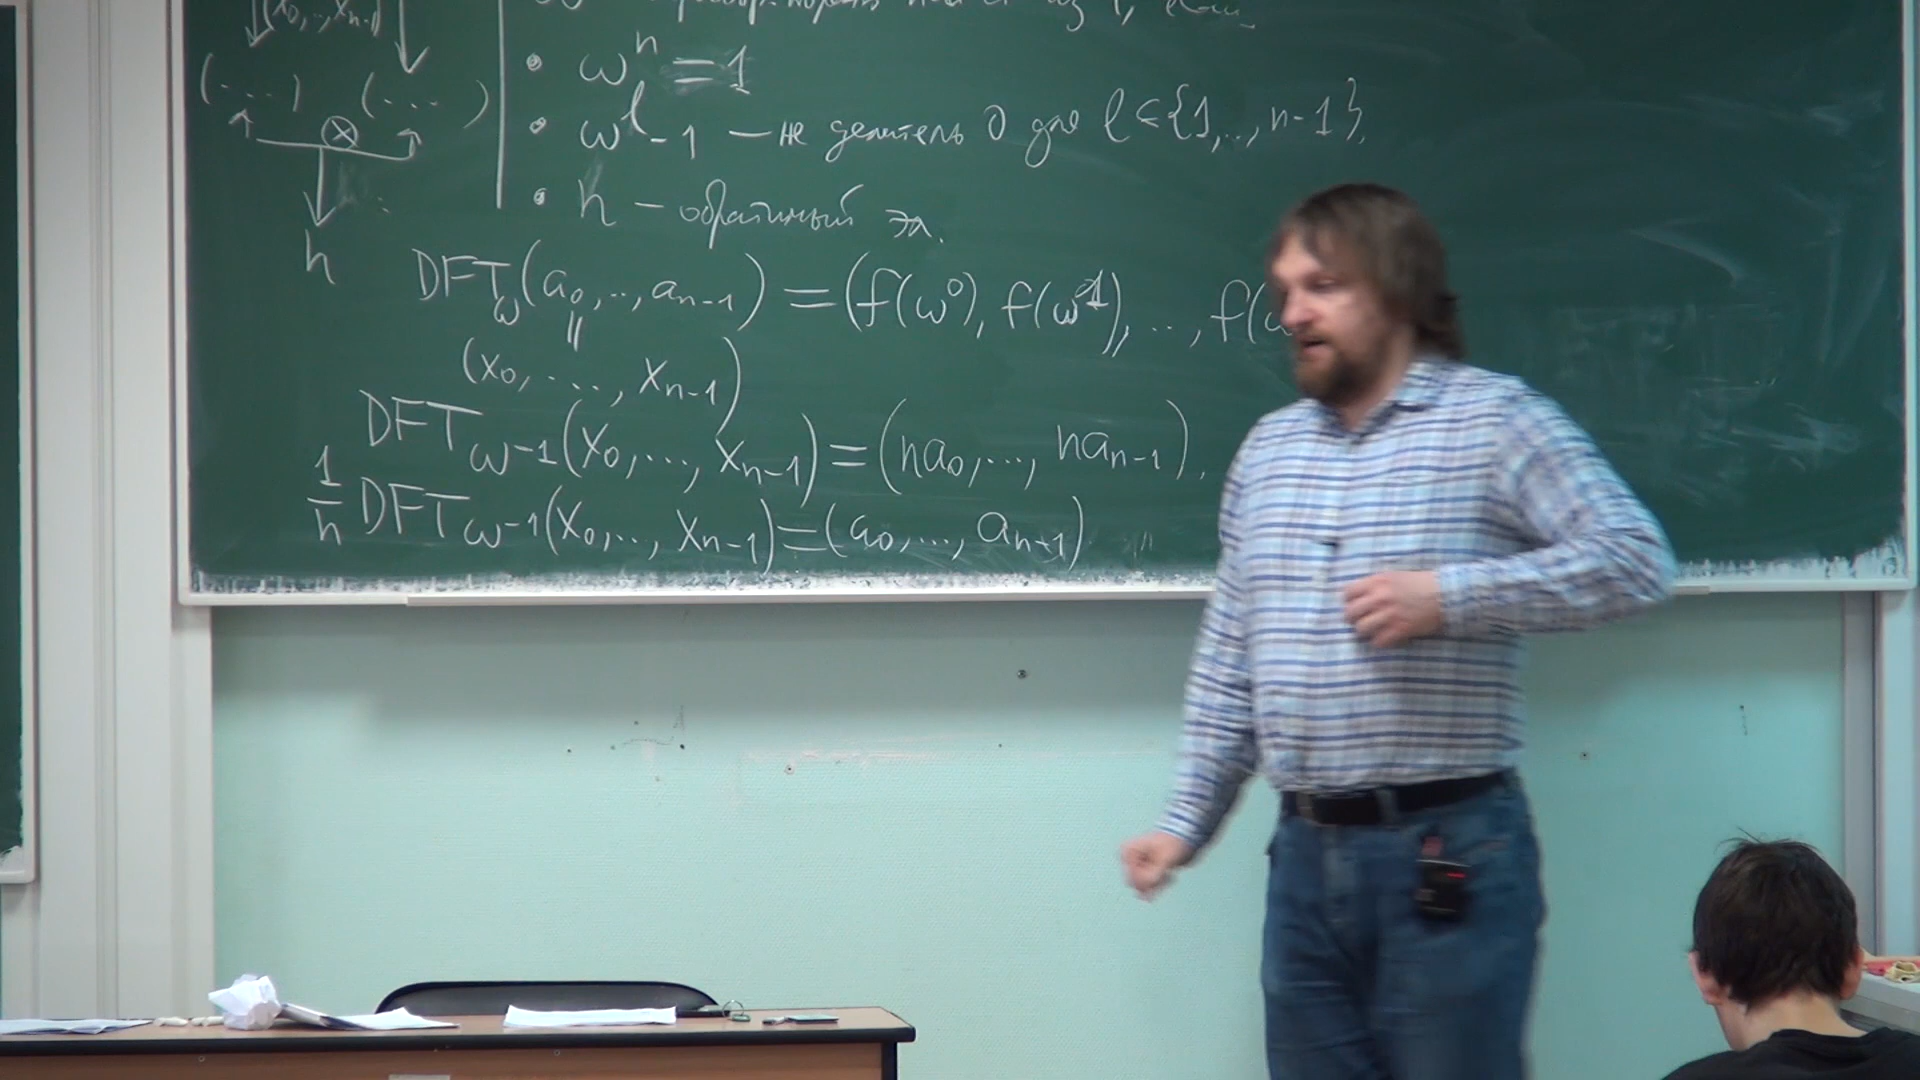 (x₀,..,xₙ₋₁)
(...) (...)
⊗
h
ωⁿ = 1
ωˡ - 1 — не делитель 0 для l ∈ {1,..,n-1},
n — обратимый эл.
DFT_ω(a₀,..,aₙ₋₁) = (f(ω⁰), f(ω¹),..., f(
(x₀,...., xₙ₋₁)
DFT_ω⁻¹(x₀,..., xₙ₋₁) = (na₀,..., naₙ₋₁).
1/n DFT_ω⁻¹(x₀,.., xₙ₋₁) = (a₀,..., aₙ₊₁).